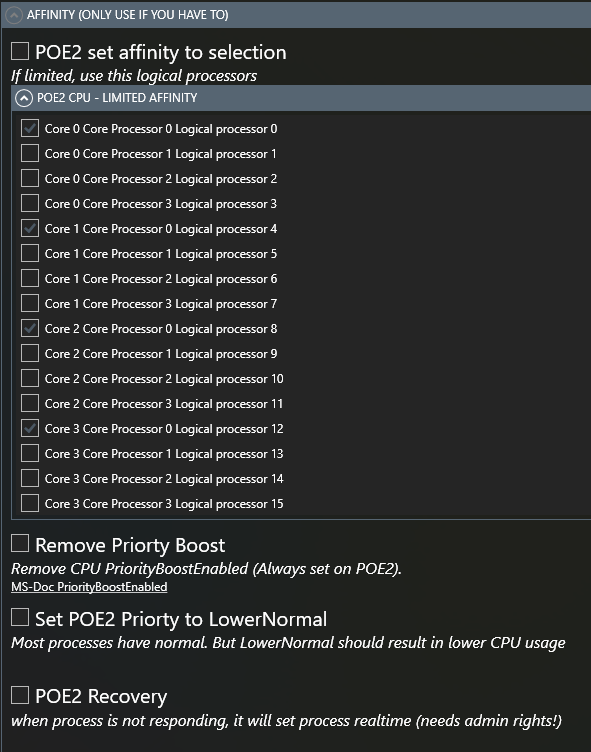 AFFINITY (ONLY USE IF YOU HAVE TO)
POE2 set affinity to selection
If limited, use this logical processors
POE2 CPU - LIMITED AFFINITY
Core 0 Core Processor 0 Logical processor 0
Core 0 Core Processor 1 Logical processor 1
Core 0 Core Processor 2 Logical processor 2
Core 0 Core Processor 3 Logical processor 3
Core 1 Core Processor 0 Logical processor 4
Core 1 Core Processor 1 Logical processor 5
Core 1 Core Processor 2 Logical processor 6
Core 1 Core Processor 3 Logical processor 7
Core 2 Core Processor 0 Logical processor 8
Core 2 Core Processor 1 Logical processor 9
Core 2 Core Processor 2 Logical processor 10
Core 2 Core Processor 3 Logical processor 11
Core 3 Core Processor 0 Logical processor 12
Core 3 Core Processor 1 Logical processor 13
Core 3 Core Processor 2 Logical processor 14
Core 3 Core Processor 3 Logical processor 15
Remove Priorty Boost
Remove CPU PriorityBoostEnabled (Always set on POE2).
MS-Doc PriorityBoostEnabled
Set POE2 Priorty to LowerNormal
Most processes have normal. But LowerNormal should result in lower CPU usage
POE2 Recovery
when process is not responding, it will set process realtime (needs admin rights!)